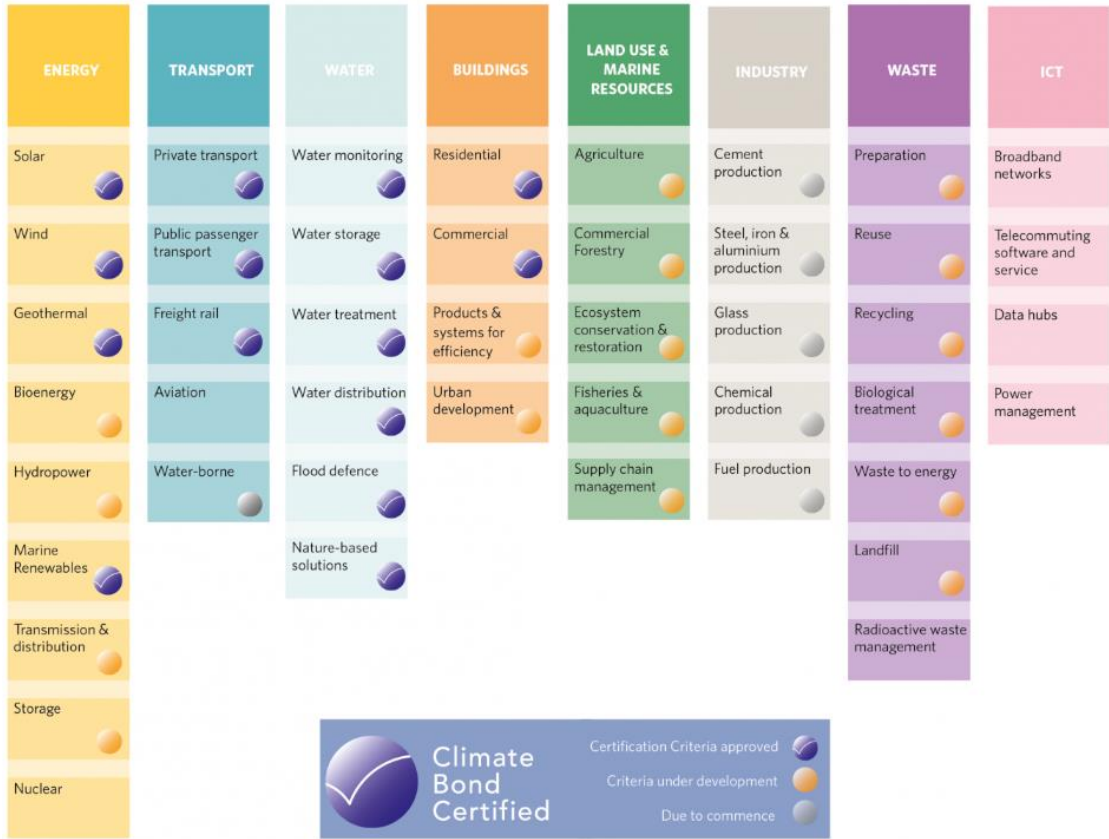 ENERGY
Solar
Wind
Geothermal
Bioenergy
Hydropower
Marine
Renewables
Transmission &
distribution
Storage
Nuclear
TRANSPORT
Private transport
Public passenger
transport
Freight rail
Aviation
Water-borne
WATER
Water monitoring
Water storage
Water treatment
Water distribution
Flood defence
Nature-based
solutions
BUILDINGS
Residential
Commercial
Products &
systems for
efficiency
Urban
development
LAND USE &
MARINE
RESOURCES
Agriculture
Commercial
Forestry
Ecosystem
conservation &
restoration
Fisheries &
aquaculture
Supply chain
management
INDUSTRY
Cement
production
Steel, iron &
aluminium
production
Glass
production
Chemical
production
Fuel production
WASTE
Preparation
Reuse
Recycling
Biological
treatment
Waste to energy
Landfill
Radioactive waste
management
ICT
Broadband
networks
Telecommuting
software and
service
Data hubs
Power
management
Climate
Bond
Certified
Certification Criteria approved
Criteria under development
Due to commence